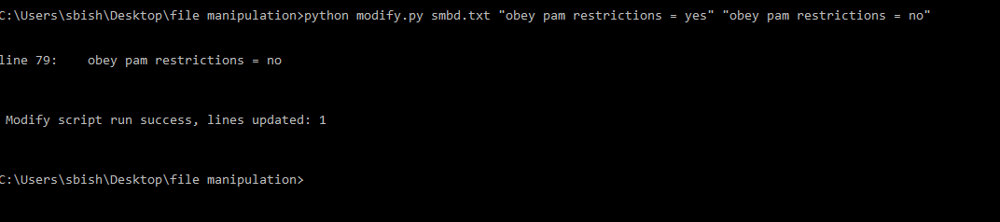 C:\Users\sbish\Desktop\file manipulation>python modify.py smbd.txt "obey pam restrictions = yes" "obey pam restrictions = no"
line 79:    obey pam restrictions = no
Modify script run success, lines updated: 1
C:\Users\sbish\Desktop\file manipulation>